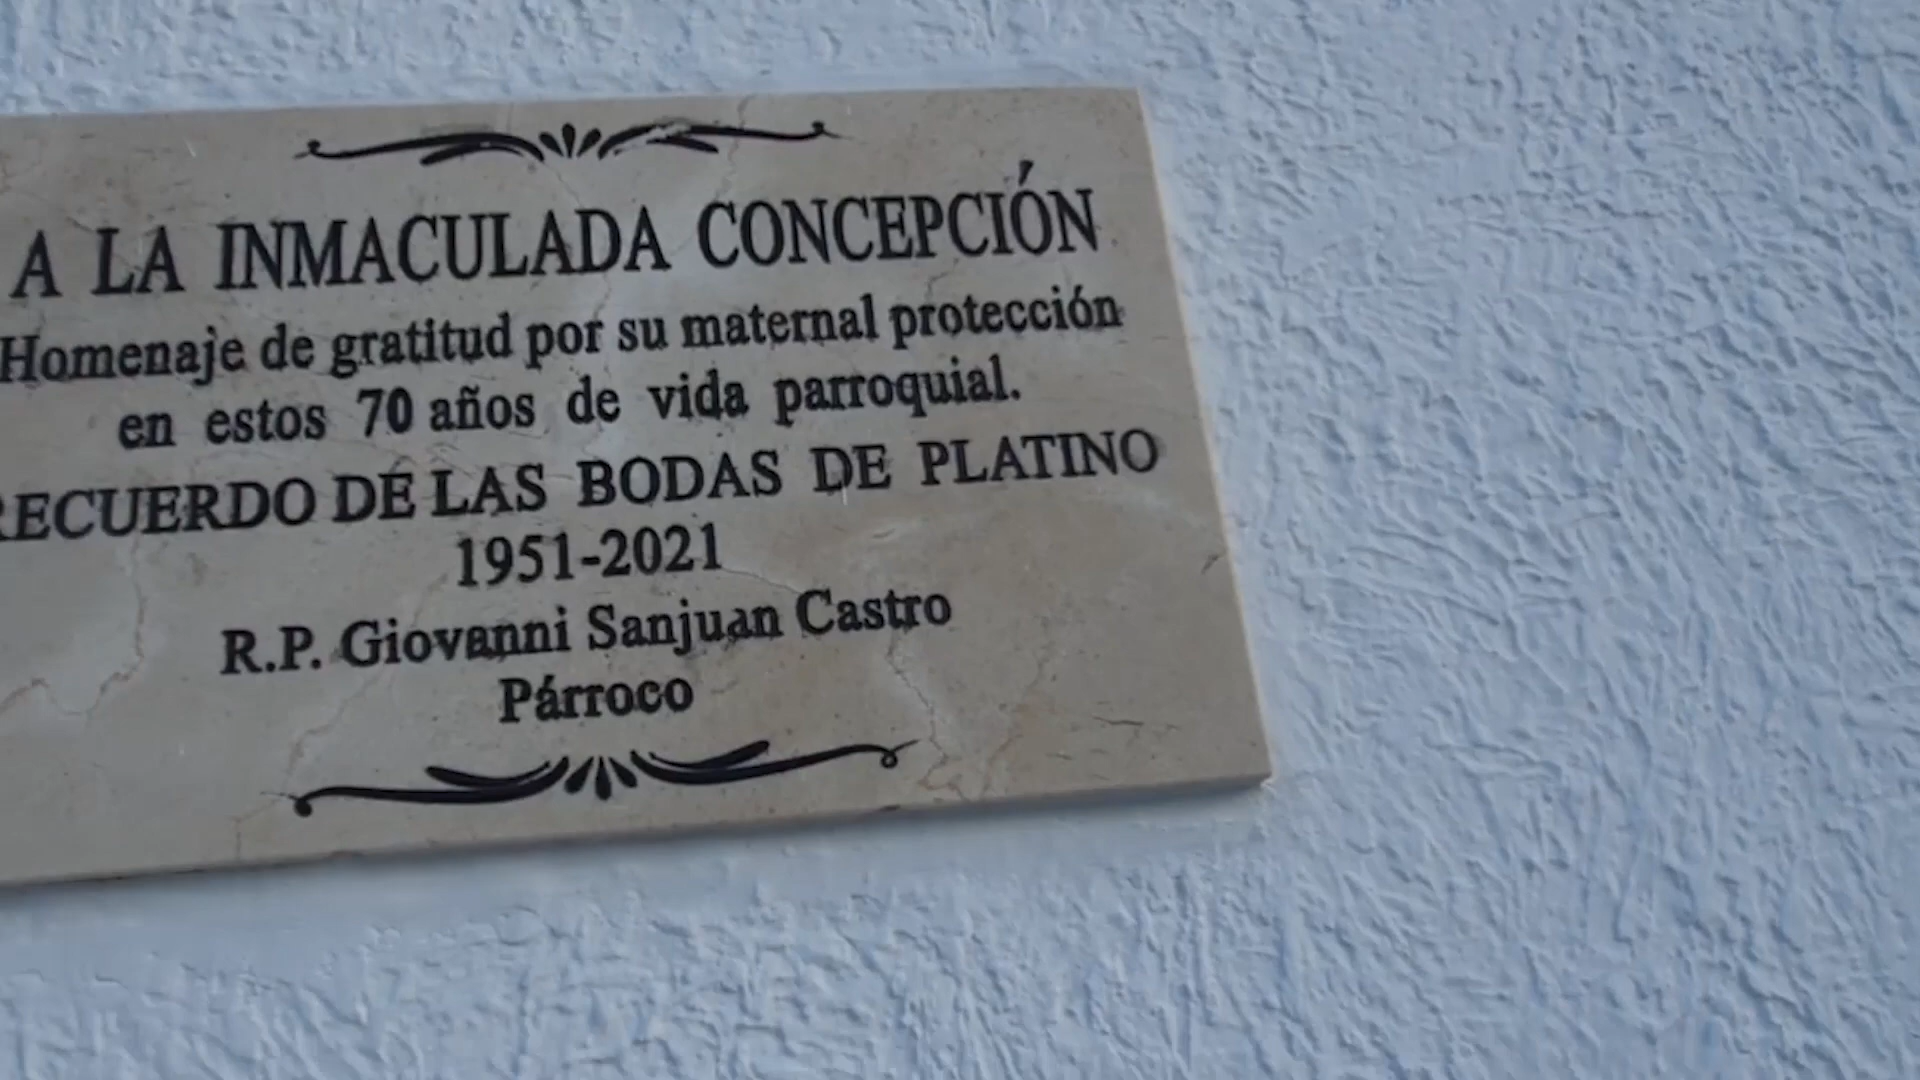 A LA INMACULADA CONCEPCIÓN
Homenaje de gratitud por su maternal protección
en estos 70 años de vida parroquial.
RECUERDO DE LAS BODAS DE PLATINO
1951-2021
R.P. Giovanni Sanjuan Castro
Párroco